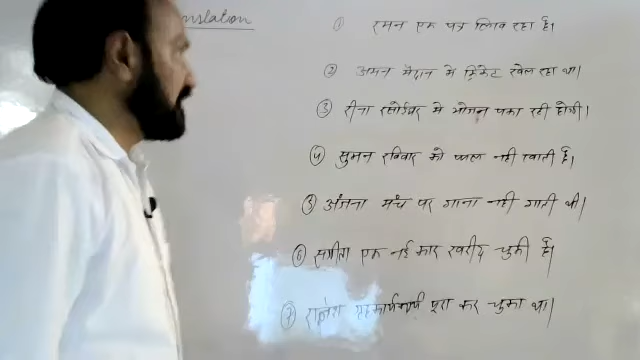 nslation
① रमन एक पत्र लिख रहा है।
② अमन मैदान मे क्रिकेट खेल रहा था।
③ रीना रसोईघर मे भोजन पका रही होगी।
④ सुमन रविवार को फल नही खाती है।
⑤ अंजना मंच पर गाना नही गाती थी।
⑥ संगीता एक नई कार खरीद चुकी है।
⑦ पूरा कर चुका था।